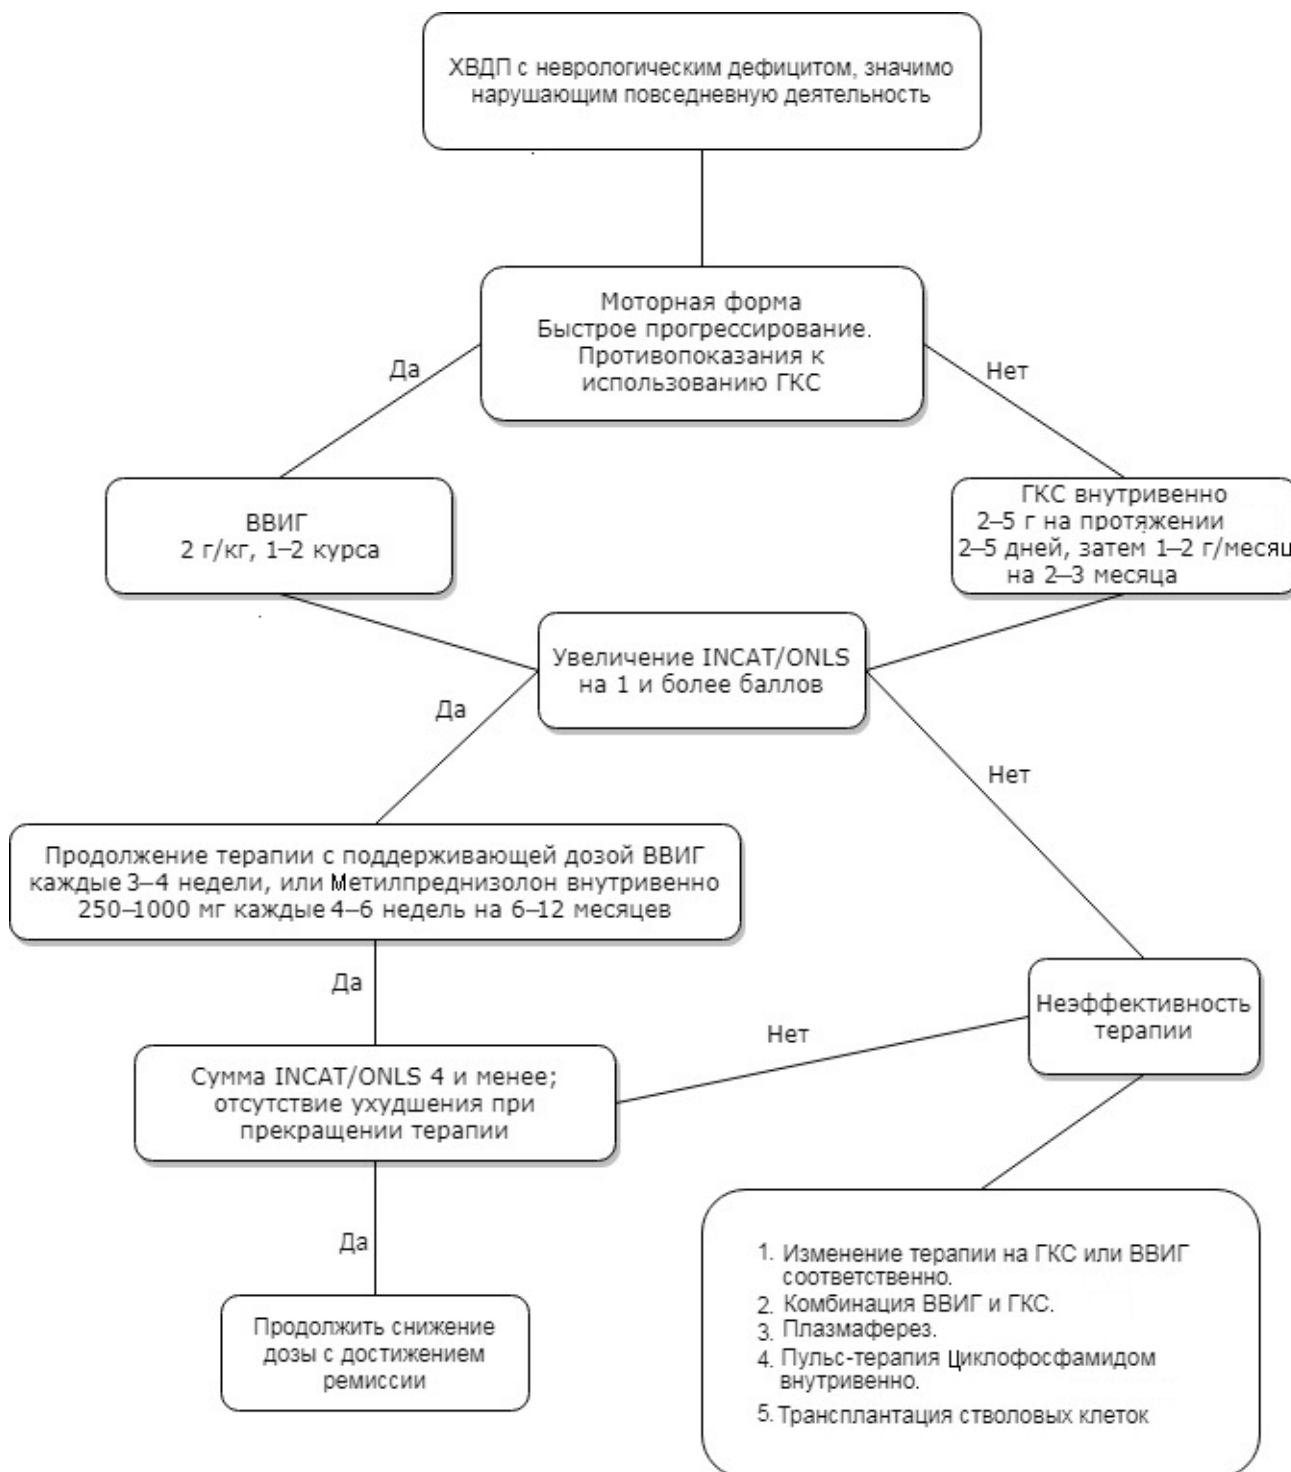 ХВДП с неврологическим дефицитом, значимо
нарушающим повседневную деятельность
Моторная форма
Быстрое прогрессирование.
Противопоказания к
использованию ГКС
Да
Нет
ВВИГ
2 г/кг, 1–2 курса
ГКС внутривенно
2–5 г на протяжении
2–5 дней, затем 1–2 г/месяц
на 2–3 месяца
Увеличение INCAT/ONLS
на 1 и более баллов
Да
Нет
Продолжение терапии с поддерживающей дозой ВВИГ
каждые 3–4 недели, или Метилпреднизолон внутривенно
250–1000 мг каждые 4–6 недель на 6–12 месяцев
Да
Неэффективность
терапии
Нет
Сумма INCAT/ONLS 4 и менее;
отсутствие ухудшения при
прекращении терапии
Да
Продолжить снижение
дозы с достижением
ремиссии
1. Изменение терапии на ГКС или ВВИГ
соответственно.
2. Комбинация ВВИГ и ГКС.
3. Плазмаферез.
4. Пульс-терапия Циклофосфамидом
внутривенно.
5. Трансплантация стволовых клеток